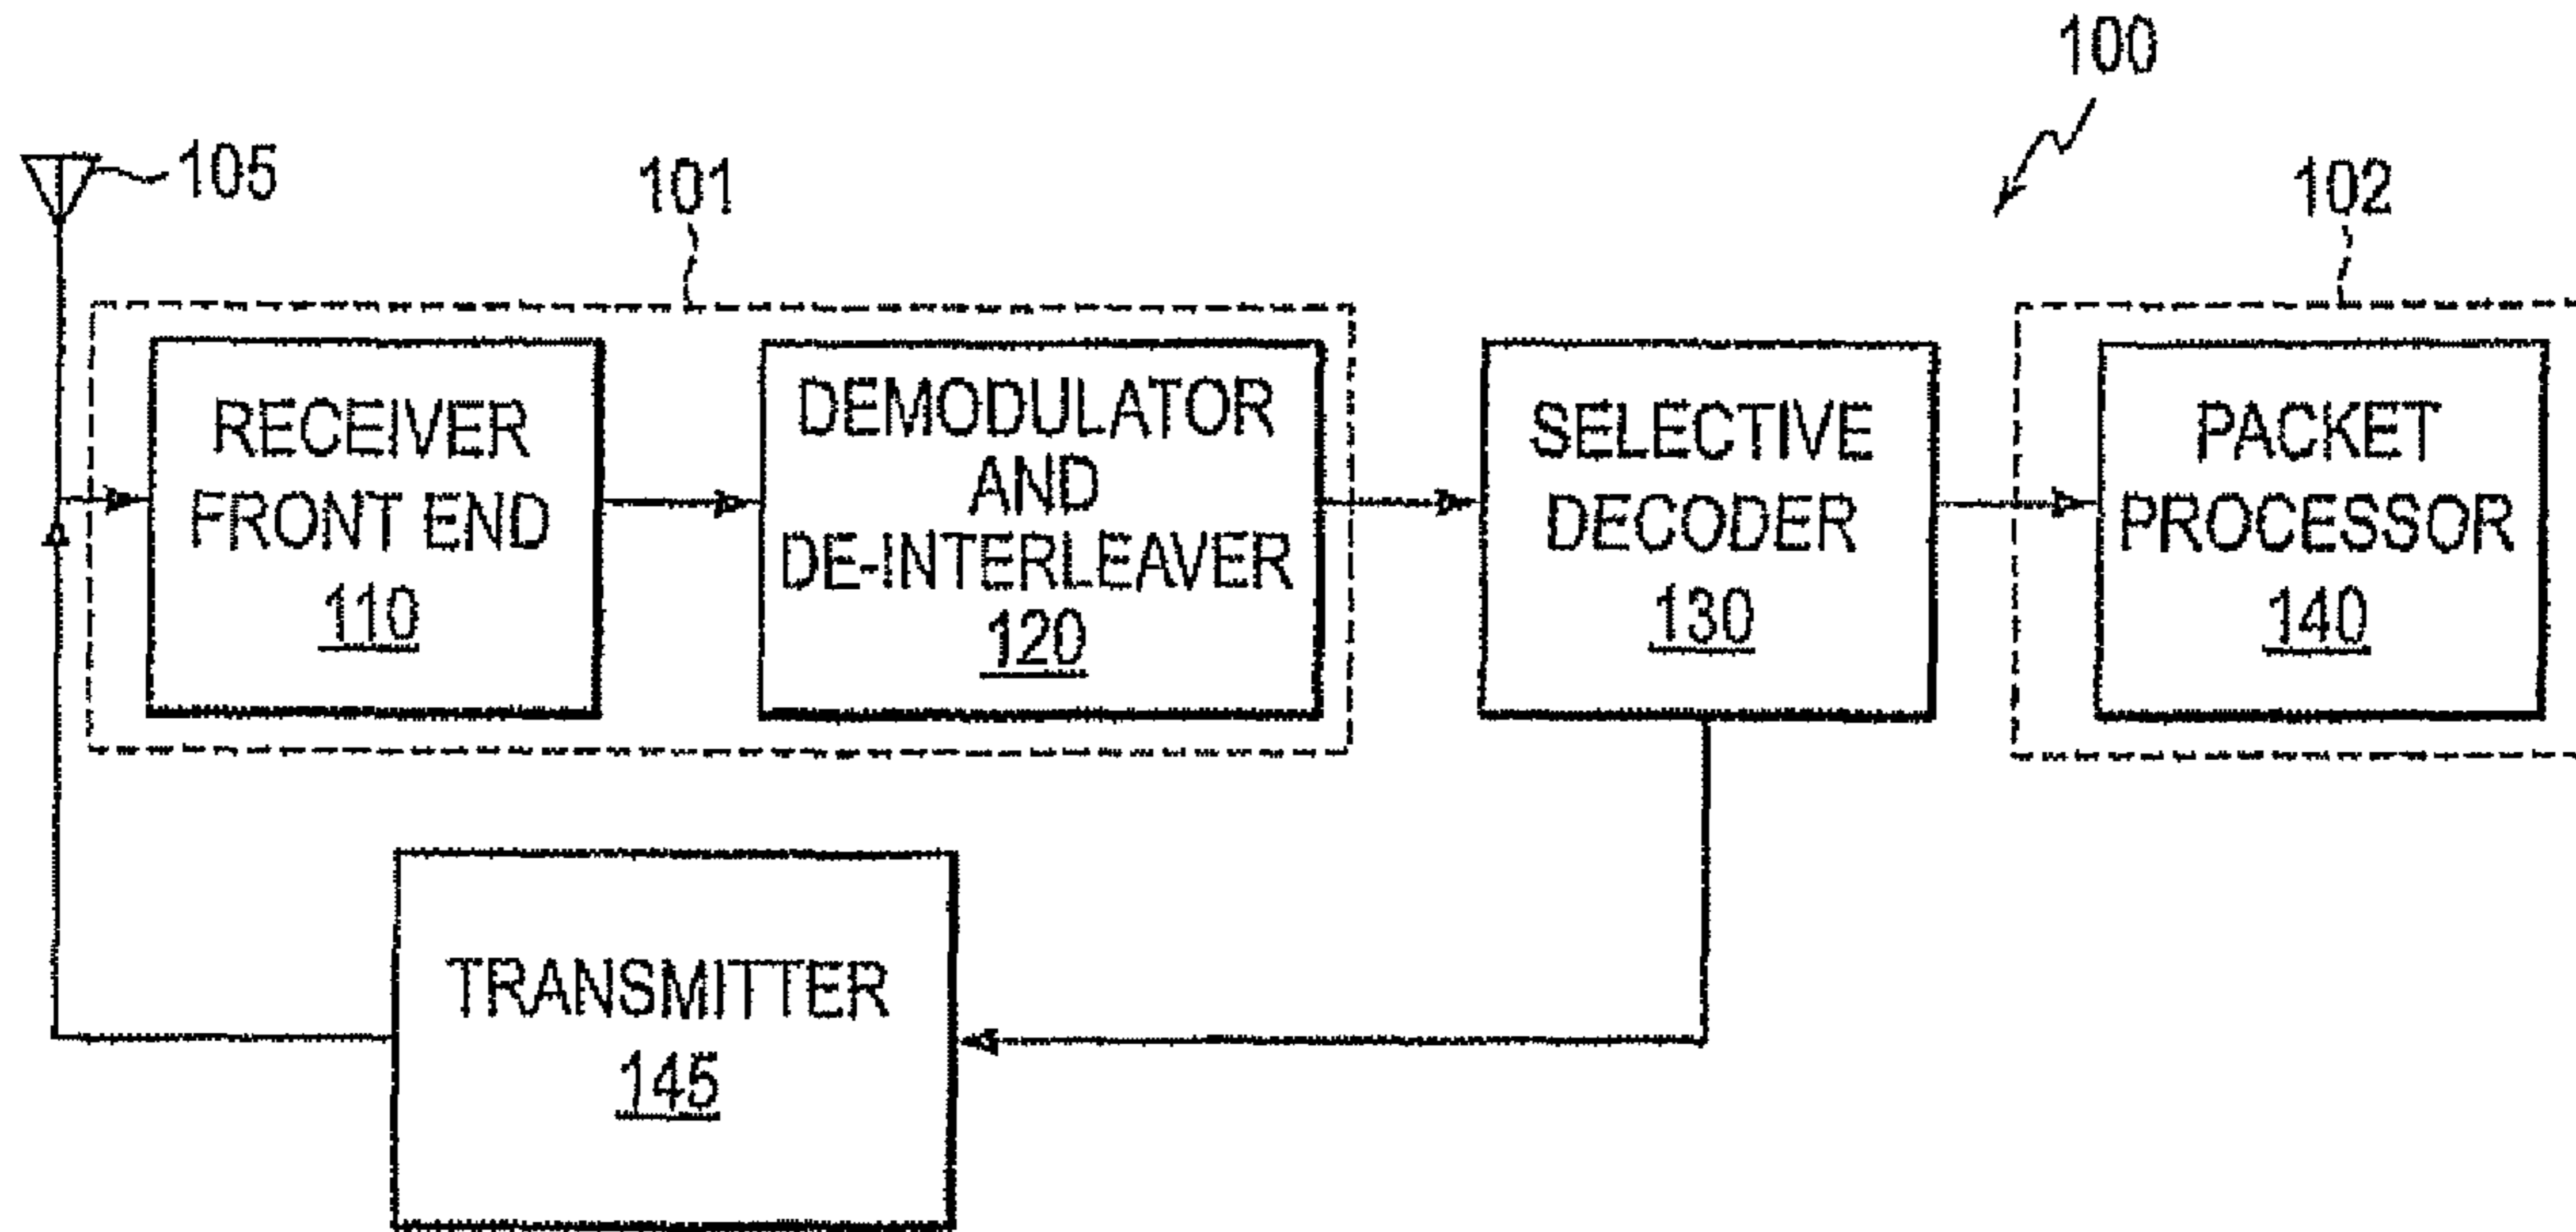 100
105
101
102
RECEIVER
FRONT END
110
DEMODULATOR
AND
DE-INTERLEAVER
120
SELECTIVE
DECODER
130
PACKET
PROCESSOR
140
TRANSMITTER
145